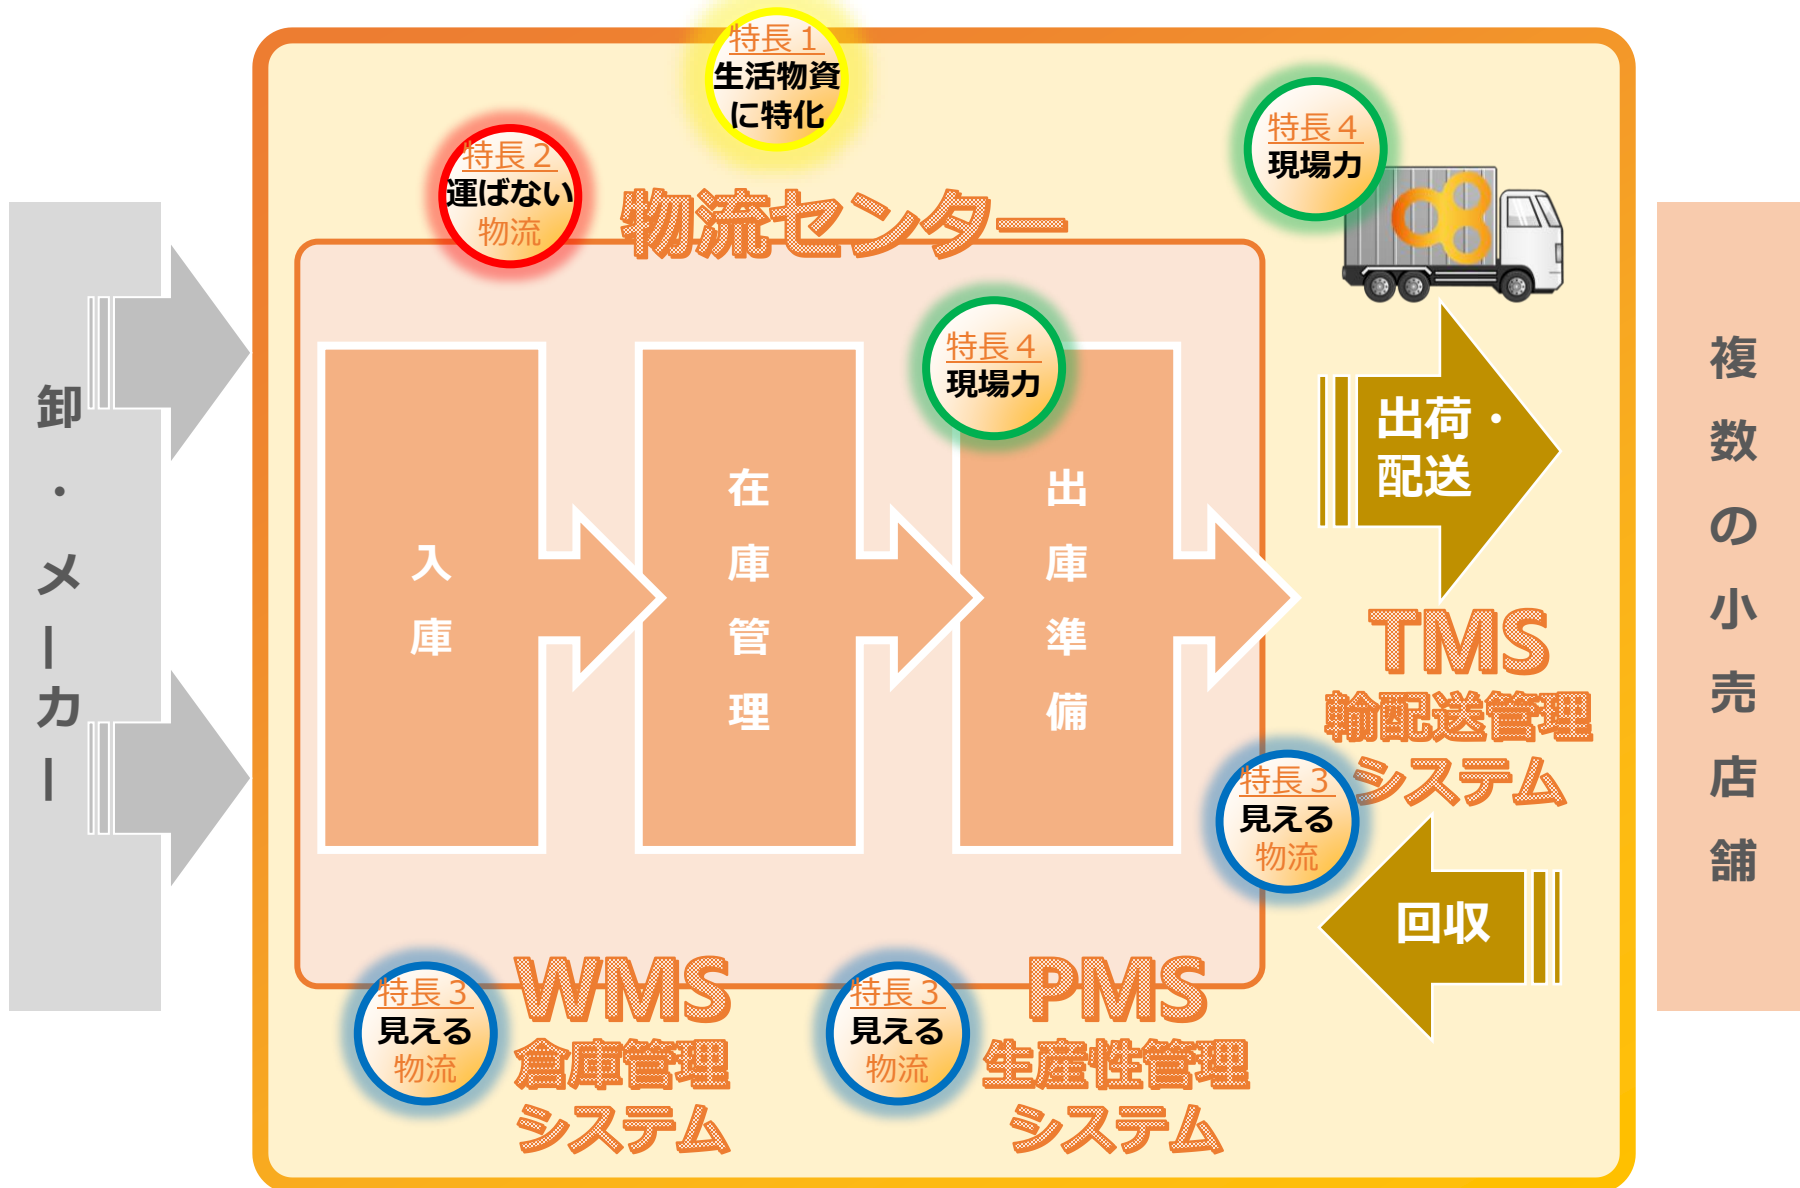 特長１
生活物資
に特化
特長２
運ばない
物流
特長４
現場力
物流センター
特長４
現場力
卸・メーカー
入庫
在庫管理
出庫準備
出荷・
配送
複数の小売店舗
TMS
輸配送管理
システム
特長３
見える
物流
回収
特長３
見える
物流
WMS
倉庫管理
システム
特長３
見える
物流
PMS
生産性管理
システム